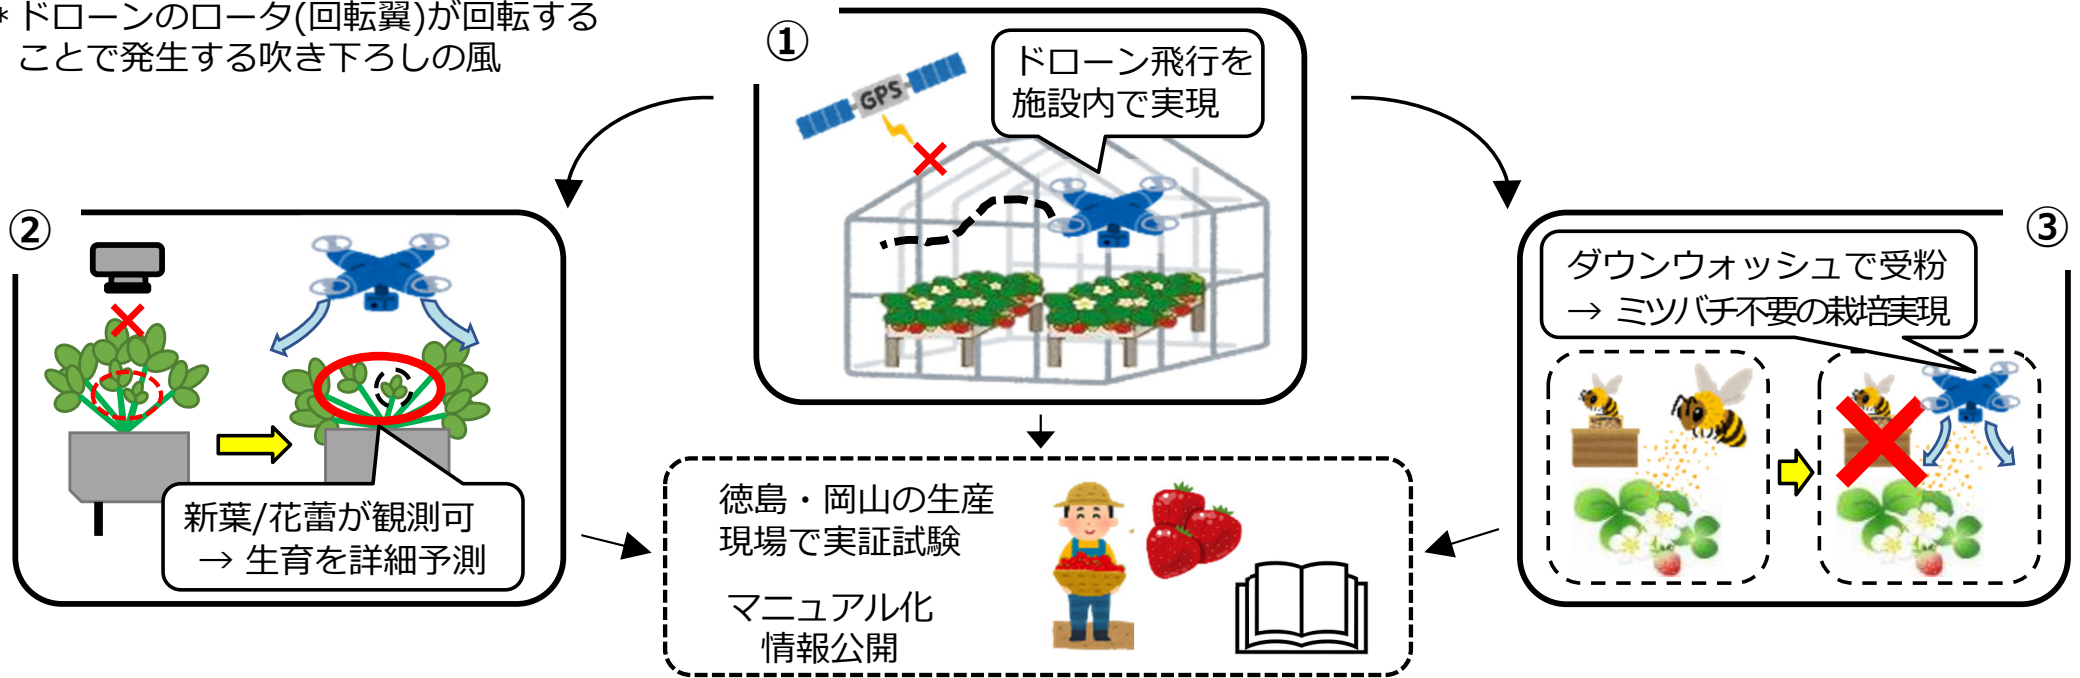 *ドローンのロータ(回転翼)が回転する
ことで発生する吹き下ろしの風
①
GPS
ドローン飛行を
施設内で実現
②
新葉/花蕾が観測可
→ 生育を詳細予測
③
ダウンウォッシュで受粉
→ ミツバチ不要の栽培実現
徳島・岡山の生産
現場で実証試験
マニュアル化
情報公開